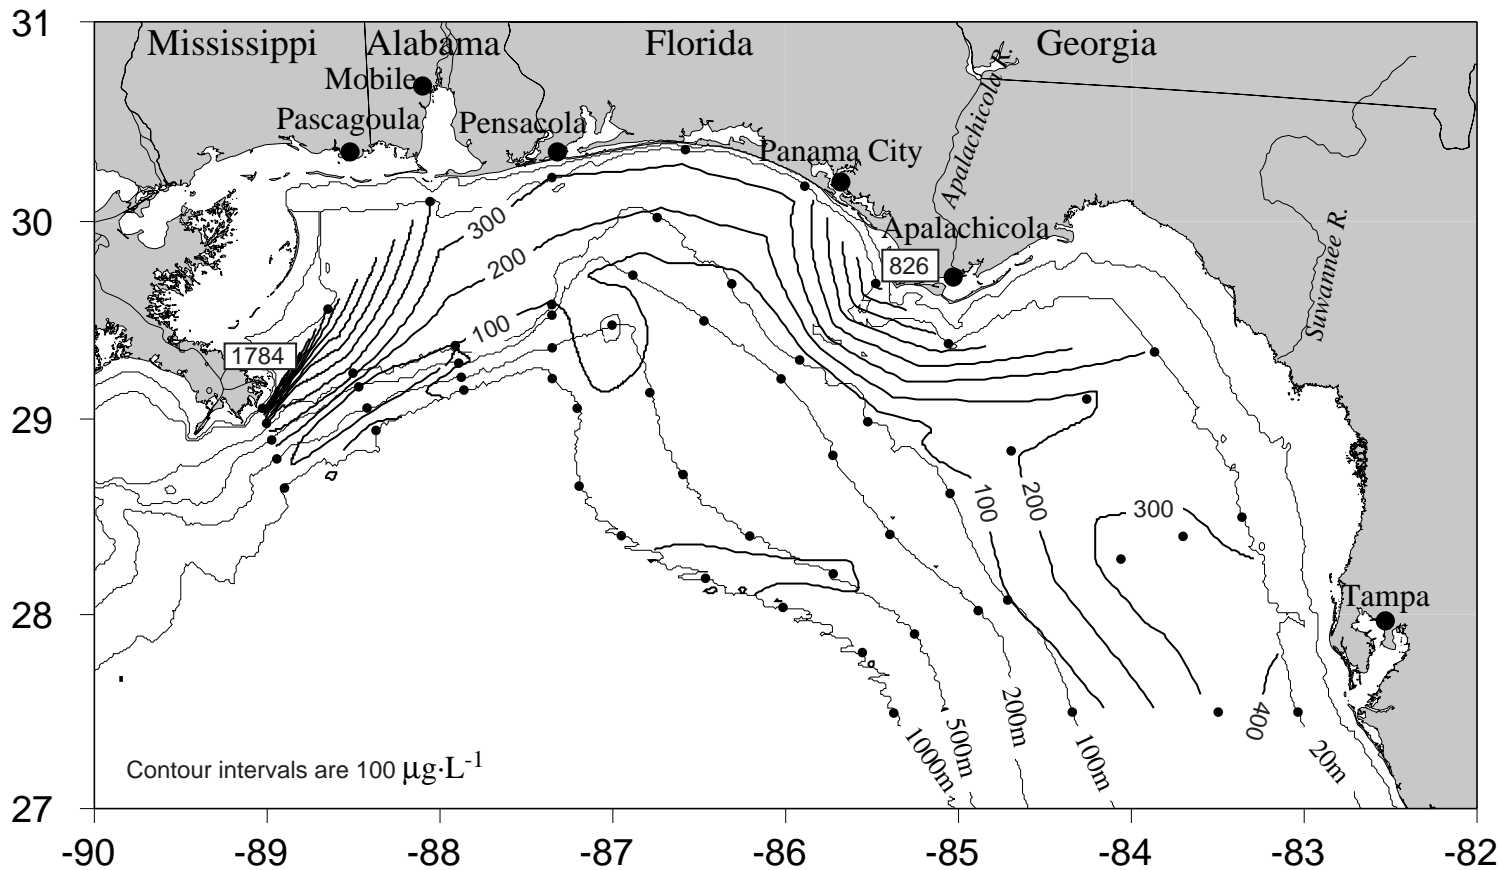 31
Mississippi Alabama Florida Georgia
Mobile
Pascagoula Pensacola
Panama City
Apalachicola R.
Suwannee R.
30
300
200
Apalachicola
826
100
1784
29
100
200
300
28
Tampa
400
200m
500m
1000m
100m
20m
Contour intervals are 100 µg·L-1
27
-90 -89 -88 -87 -86 -85 -84 -83 -82